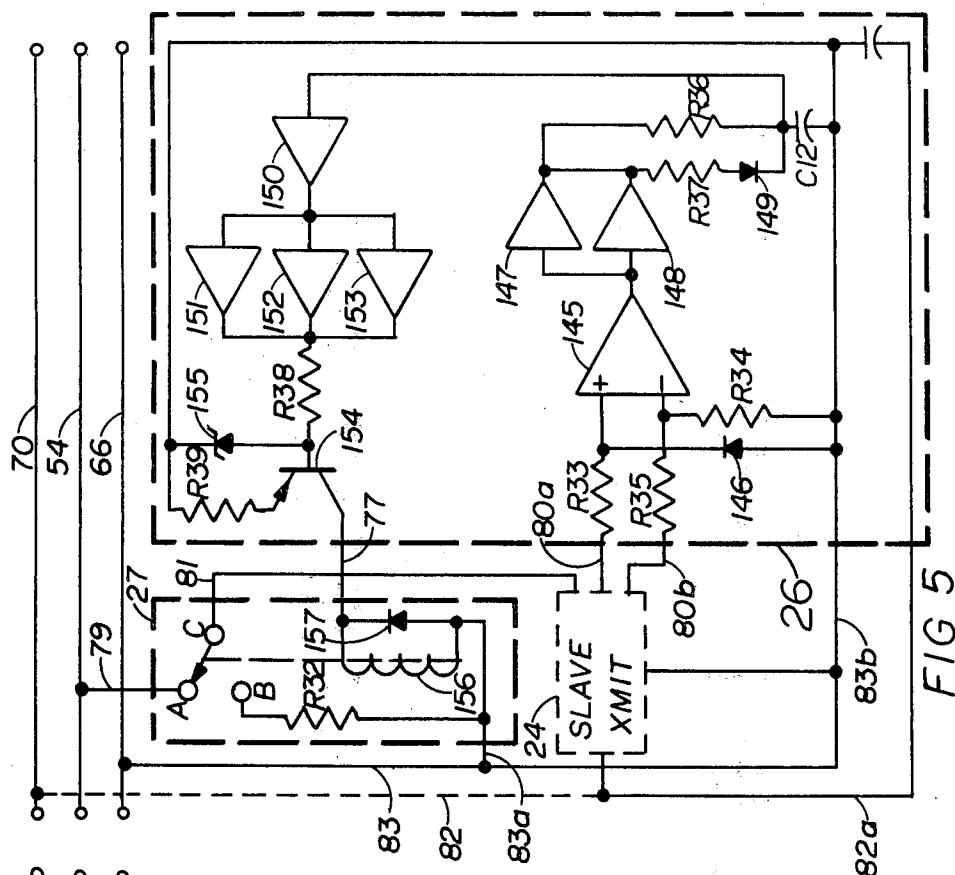 70
54
66
79
27
81
A
C
B
R32
157
156
77
R39
155
154
R38
151
152
153
150
R36
R37
149
C12
147
148
145
+
−
R34
146
R33
R35
80a
80b
24
SLAVE
XMIT
26
83
82
83a
83b
82a
FIG 5